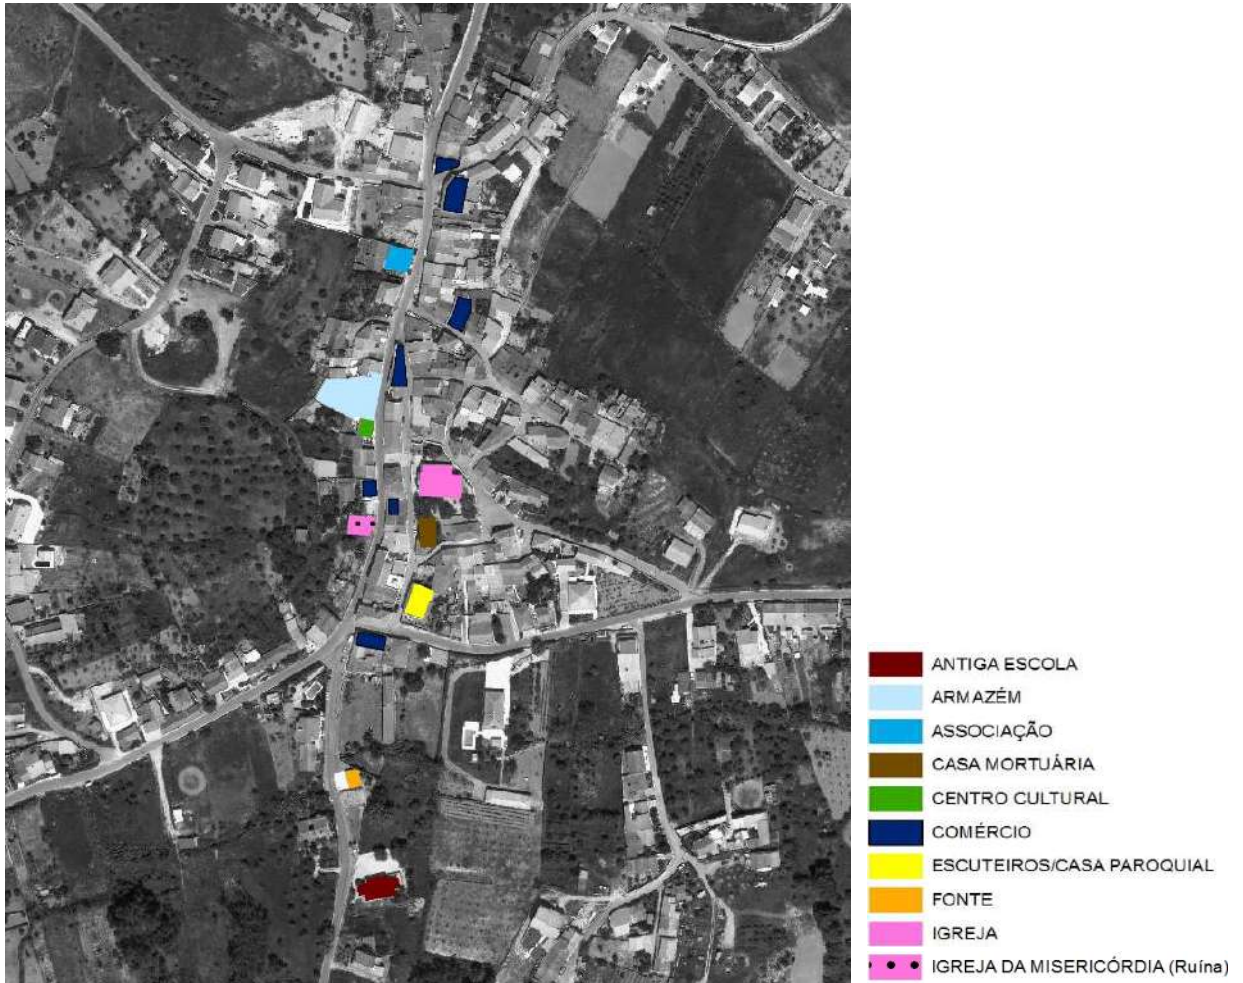 ANTIGA ESCOLA
ARMAZÉM
ASSOCIAÇÃO
CASA MORTUÁRIA
CENTRO CULTURAL
COMÉRCIO
ESCUTEIROS/CASA PAROQUIAL
FONTE
IGREJA
IGREJA DA MISERICÓRDIA (Ruína)